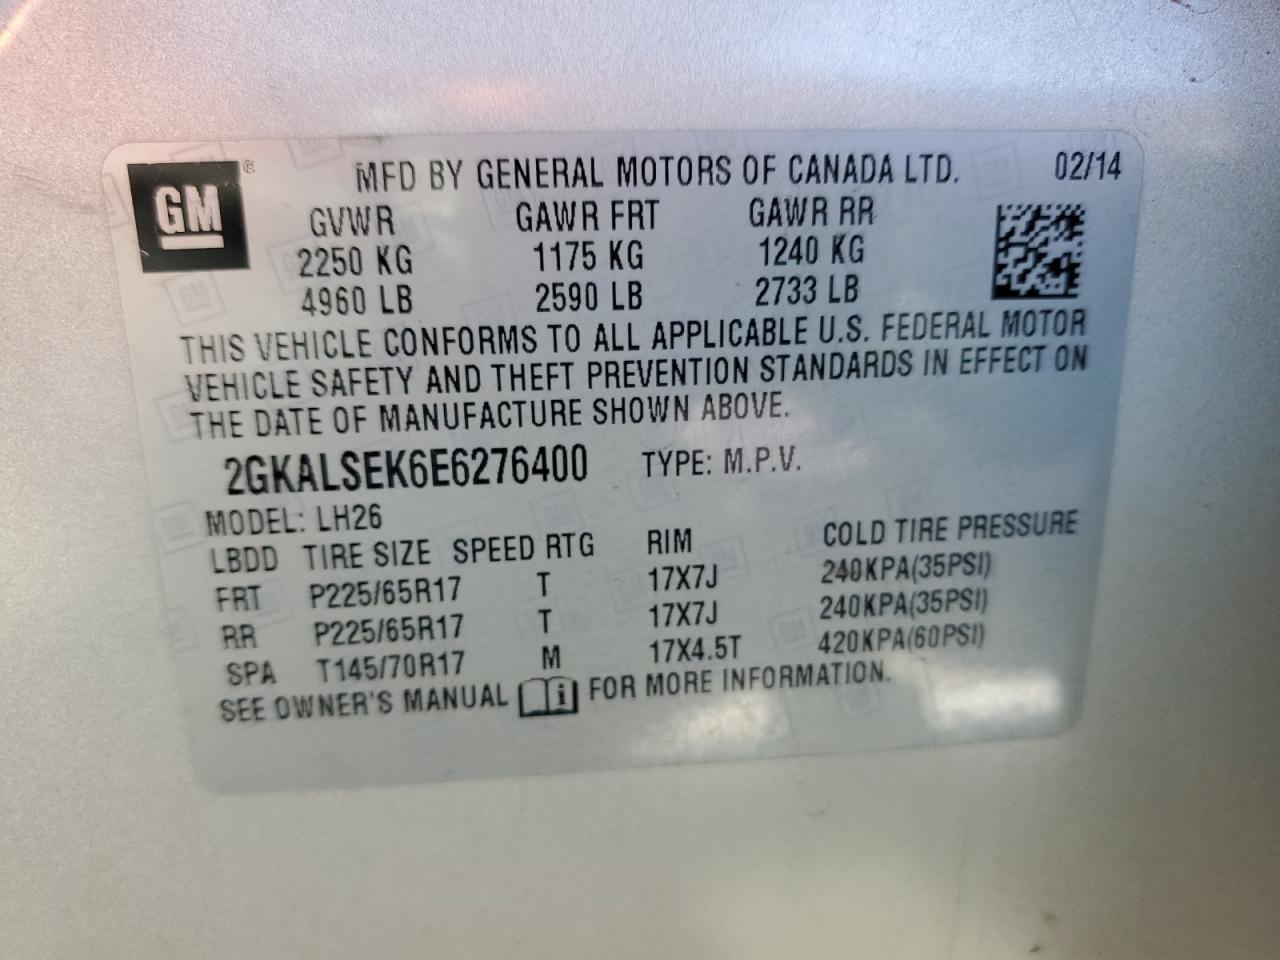 GM ® MFD BY GENERAL MOTORS OF CANADA LTD. 02/14
GVWR GAWR FRT GAWR RR
2250 KG 1175 KG 1240 KG
4960 LB 2590 LB 2733 LB
THIS VEHICLE CONFORMS TO ALL APPLICABLE U.S. FEDERAL MOTOR
VEHICLE SAFETY AND THEFT PREVENTION STANDARDS IN EFFECT ON
THE DATE OF MANUFACTURE SHOWN ABOVE.
2GKALSEK6E6276400 TYPE: M.P.V.
MODEL: LH26
LBDD TIRE SIZE SPEED RTG RIM COLD TIRE PRESSURE
FRT P225/65R17 T 17X7J 240KPA(35PSI)
RR P225/65R17 T 17X7J 240KPA(35PSI)
SPA T145/70R17 M 17X4.5T 420KPA(60PSI)
SEE OWNER'S MANUAL i FOR MORE INFORMATION.